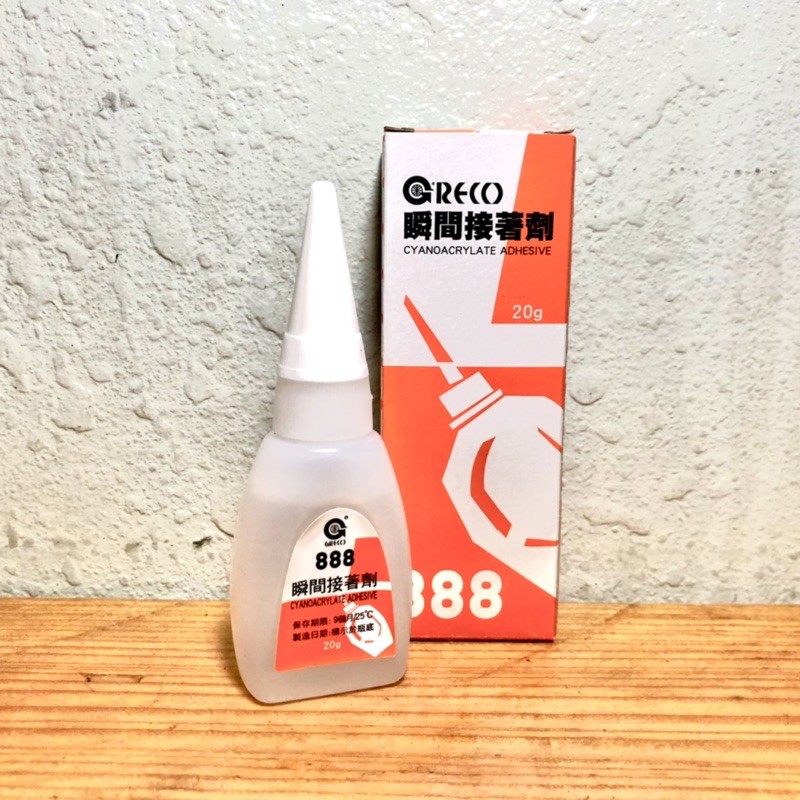 GRECO
888
瞬間接著劑
CYANOACRYLATE ADHESIVE
保存期限: 9個月/25℃
製造日期: 標示於瓶底
20g
GRECO
瞬間接著劑
CYANOACRYLATE ADHESIVE
20g
888